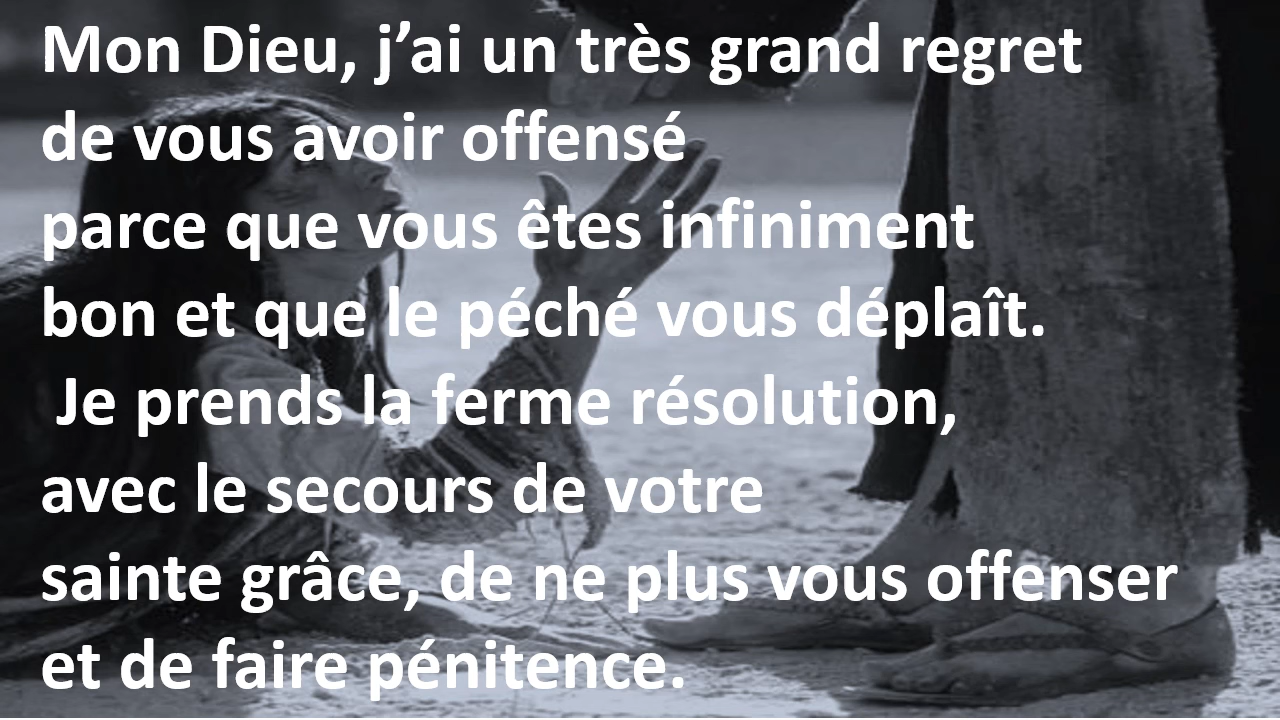 Mon Dieu, j’ai un très grand regret
de vous avoir offensé
parce que vous êtes infiniment
bon et que le péché vous déplaît.
Je prends la ferme résolution,
avec le secours de votre
sainte grâce, de ne plus vous offenser
et de faire pénitence.